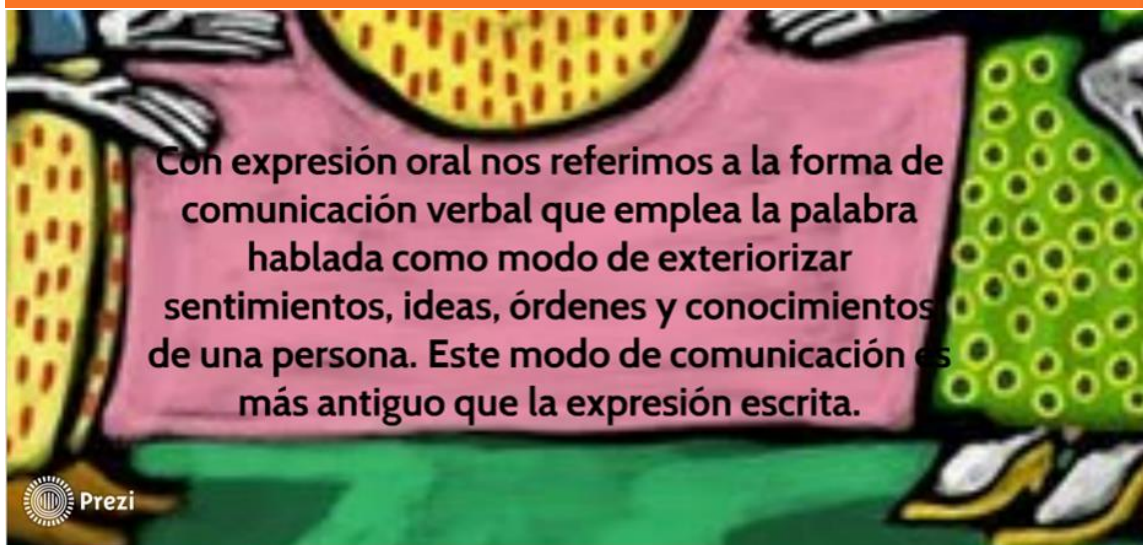 Con expresión oral nos referimos a la forma de
comunicación verbal que emplea la palabra
hablada como modo de exteriorizar
sentimientos, ideas, órdenes y conocimientos
de una persona. Este modo de comunicación es
más antiguo que la expresión escrita.
Prezi